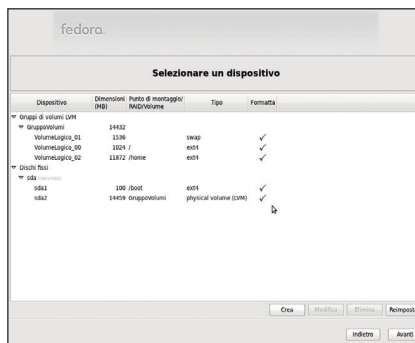 fedora.
Selezionare un dispositivo
Dispositivo Dimensioni (MB) Punto di montaggio/ RAID/Volume Tipo Formatta
Gruppi di volumi LVM
GruppoVolumi 14432
VolumeLogico_01 1536 swap ✓
VolumeLogico_00 1024 / ext4 ✓
VolumeLogico_02 11872 /home ext4 ✓
Dischi fissi
sda
sda1 100 /boot ext4 ✓
sda2 14459 GruppoVolumi physical volume (LVM) ✓
Crea Modifica Elimina Reimposta
Indietro Avanti